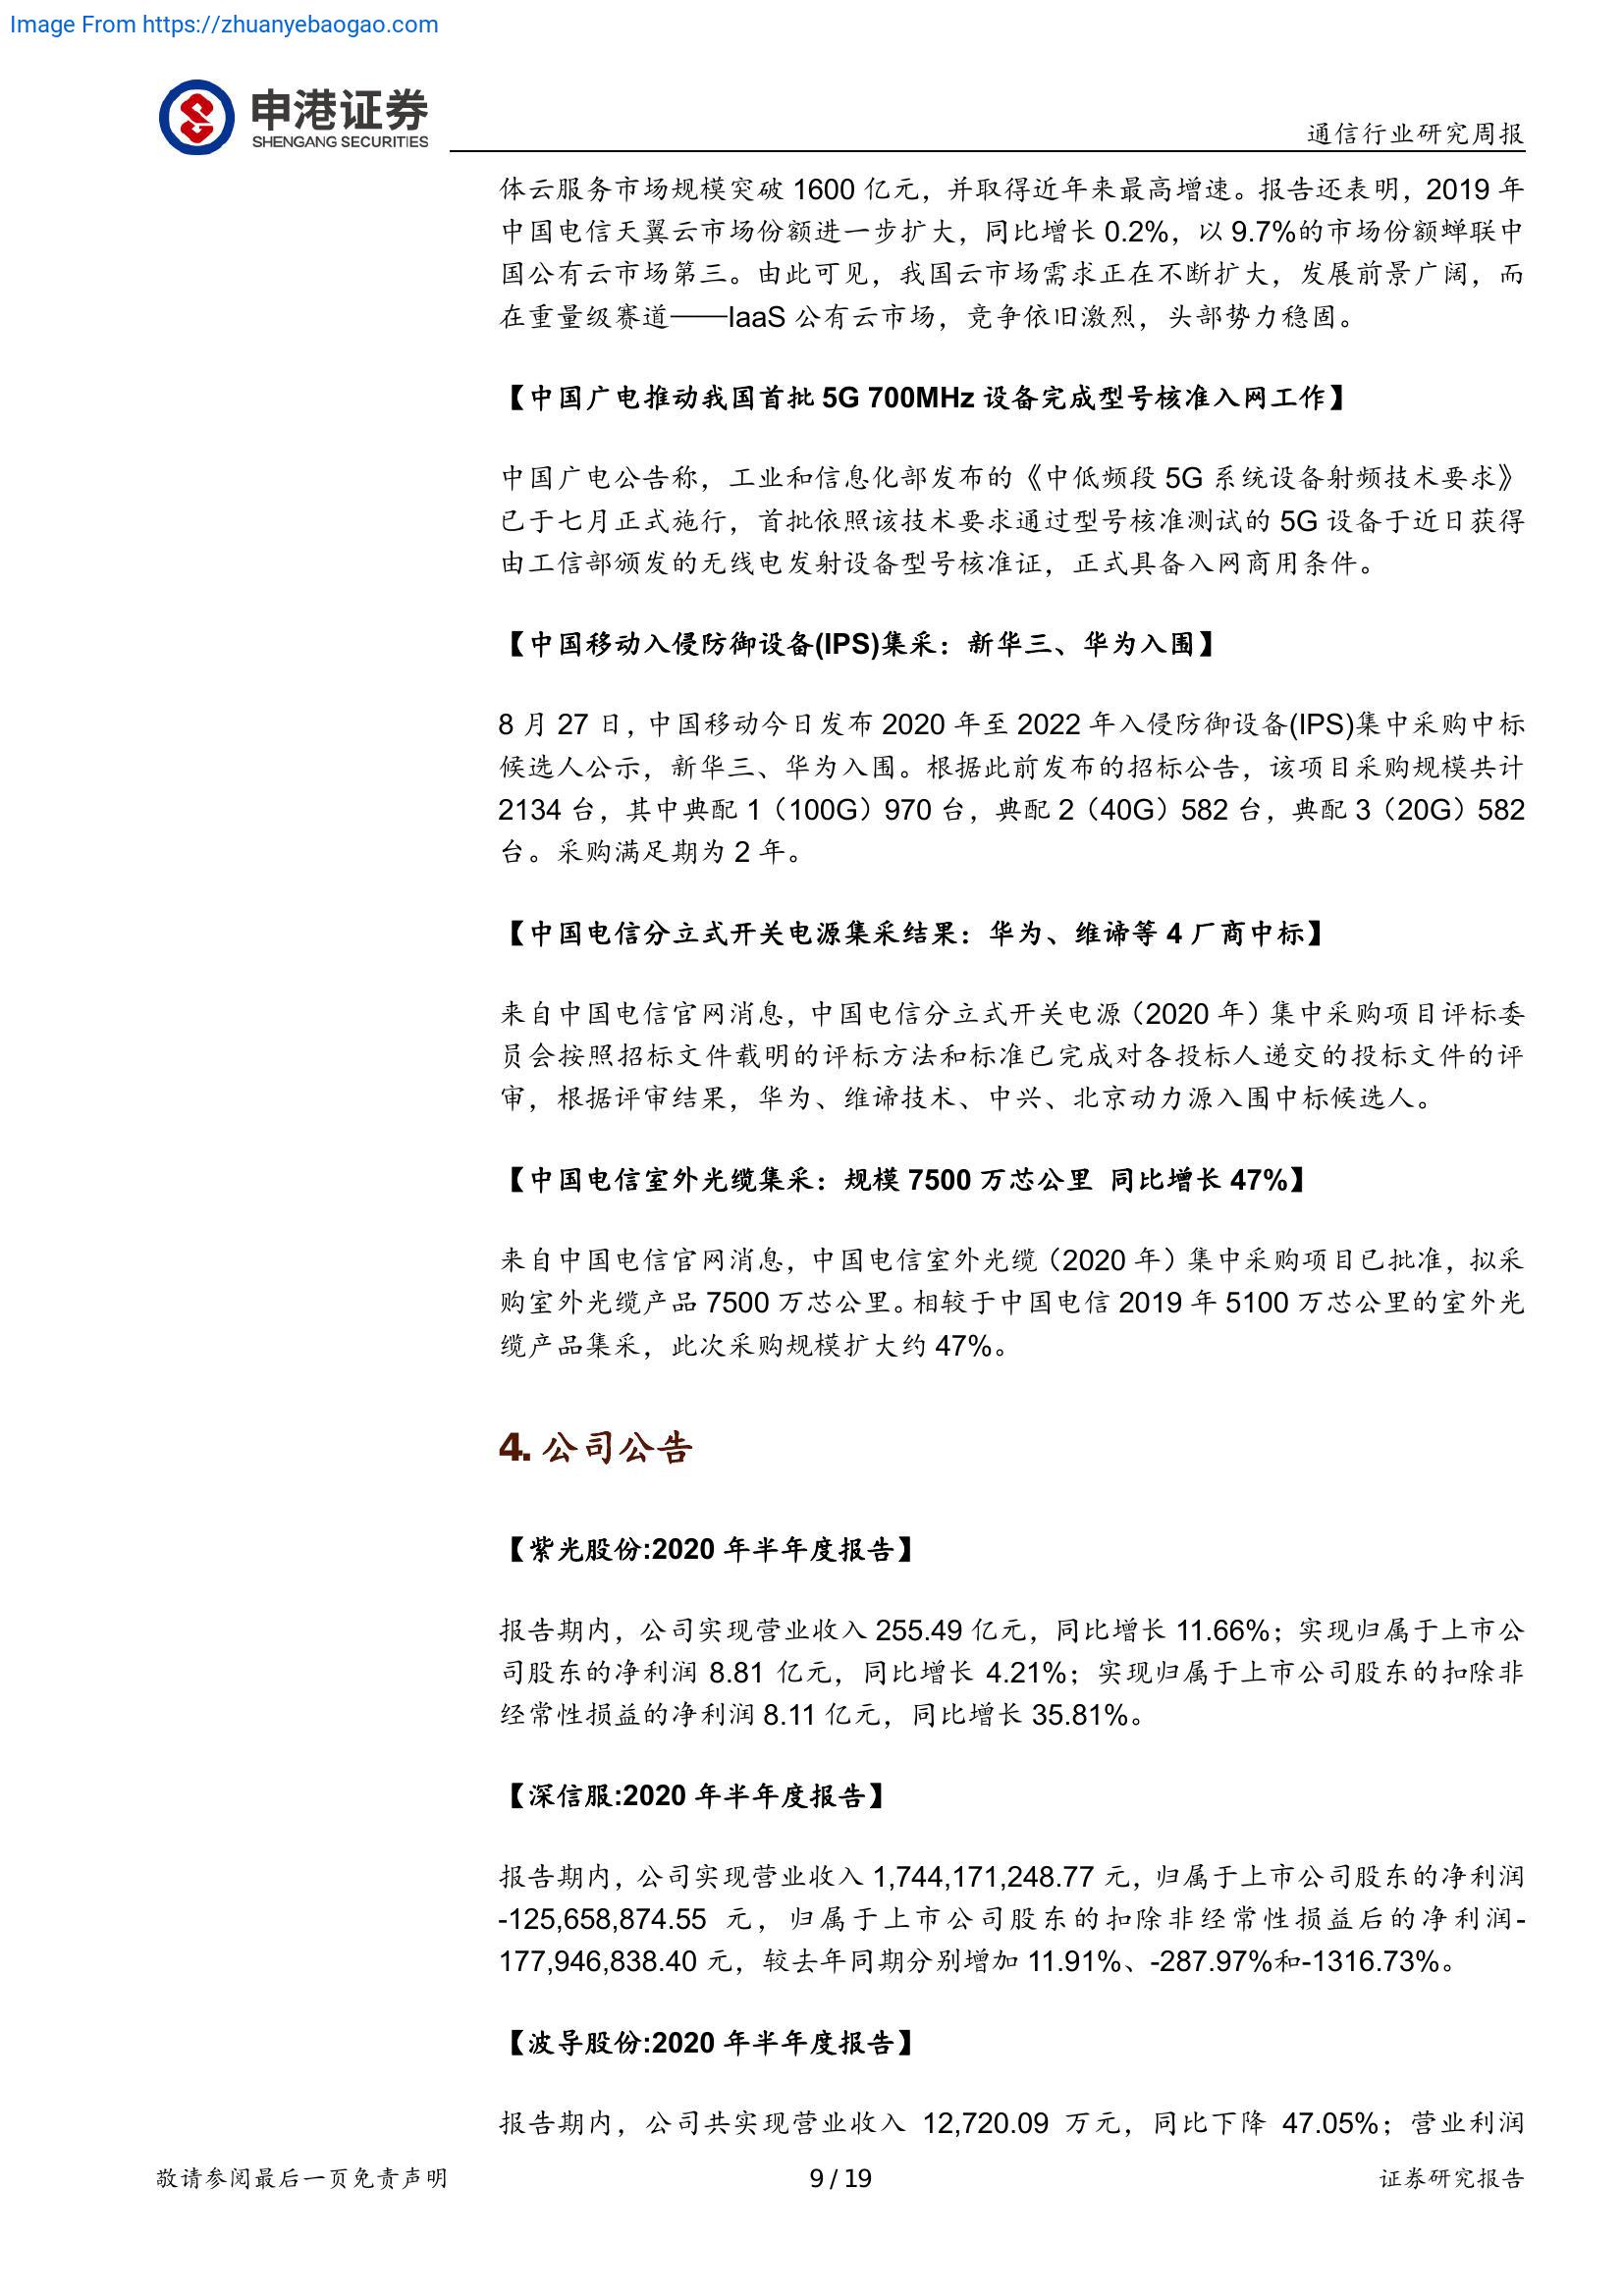 Image From https://zhuanyebaogao.com
申港证券
SHENGANG SECURITIES
通信行业研究周报
体云服务市场规模突破 1600 亿元，并取得近年来最高增速。报告还表明，2019 年
中国电信天翼云市场份额进一步扩大，同比增长 0.2%，以 9.7%的市场份额蝉联中
国公有云市场第三。由此可见，我国云市场需求正在不断扩大，发展前景广阔，而
在重量级赛道——IaaS 公有云市场，竞争依旧激烈，头部势力稳固。
【中国广电推动我国首批 5G 700MHz 设备完成型号核准入网工作】
中国广电公告称，工业和信息化部发布的《中低频段 5G 系统设备射频技术要求》
已于七月正式施行，首批依照该技术要求通过型号核准测试的 5G 设备于近日获得
由工信部颁发的无线电发射设备型号核准证，正式具备入网商用条件。
【中国移动入侵防御设备(IPS)集采：新华三、华为入围】
8 月 27 日，中国移动今日发布 2020 年至 2022 年入侵防御设备(IPS)集中采购中标
候选人公示，新华三、华为入围。根据此前发布的招标公告，该项目采购规模共计
2134 台，其中典配 1（100G）970 台，典配 2（40G）582 台，典配 3（20G）582
台。采购满足期为 2 年。
【中国电信分立式开关电源集采结果：华为、维谛等 4 厂商中标】
来自中国电信官网消息，中国电信分立式开关电源（2020 年）集中采购项目评标委
员会按照招标文件载明的评标方法和标准已完成对各投标人递交的投标文件的评
审，根据评审结果，华为、维谛技术、中兴、北京动力源入围中标候选人。
【中国电信室外光缆集采：规模 7500 万芯公里 同比增长 47%】
来自中国电信官网消息，中国电信室外光缆（2020 年）集中采购项目已批准，拟采
购室外光缆产品 7500 万芯公里。相较于中国电信 2019 年 5100 万芯公里的室外光
缆产品集采，此次采购规模扩大约 47%。
4. 公司公告
【紫光股份:2020 年半年度报告】
报告期内，公司实现营业收入 255.49 亿元，同比增长 11.66%；实现归属于上市公
司股东的净利润 8.81 亿元，同比增长 4.21%；实现归属于上市公司股东的扣除非
经常性损益的净利润 8.11 亿元，同比增长 35.81%。
【深信服:2020 年半年度报告】
报告期内，公司实现营业收入 1,744,171,248.77 元，归属于上市公司股东的净利润
-125,658,874.55 元，归属于上市公司股东的扣除非经常性损益后的净利润-
177,946,838.40 元，较去年同期分别增加 11.91%、-287.97%和-1316.73%。
【波导股份:2020 年半年度报告】
报告期内，公司共实现营业收入 12,720.09 万元，同比下降 47.05%；营业利润
敬请参阅最后一页免责声明
9 / 19
证券研究报告